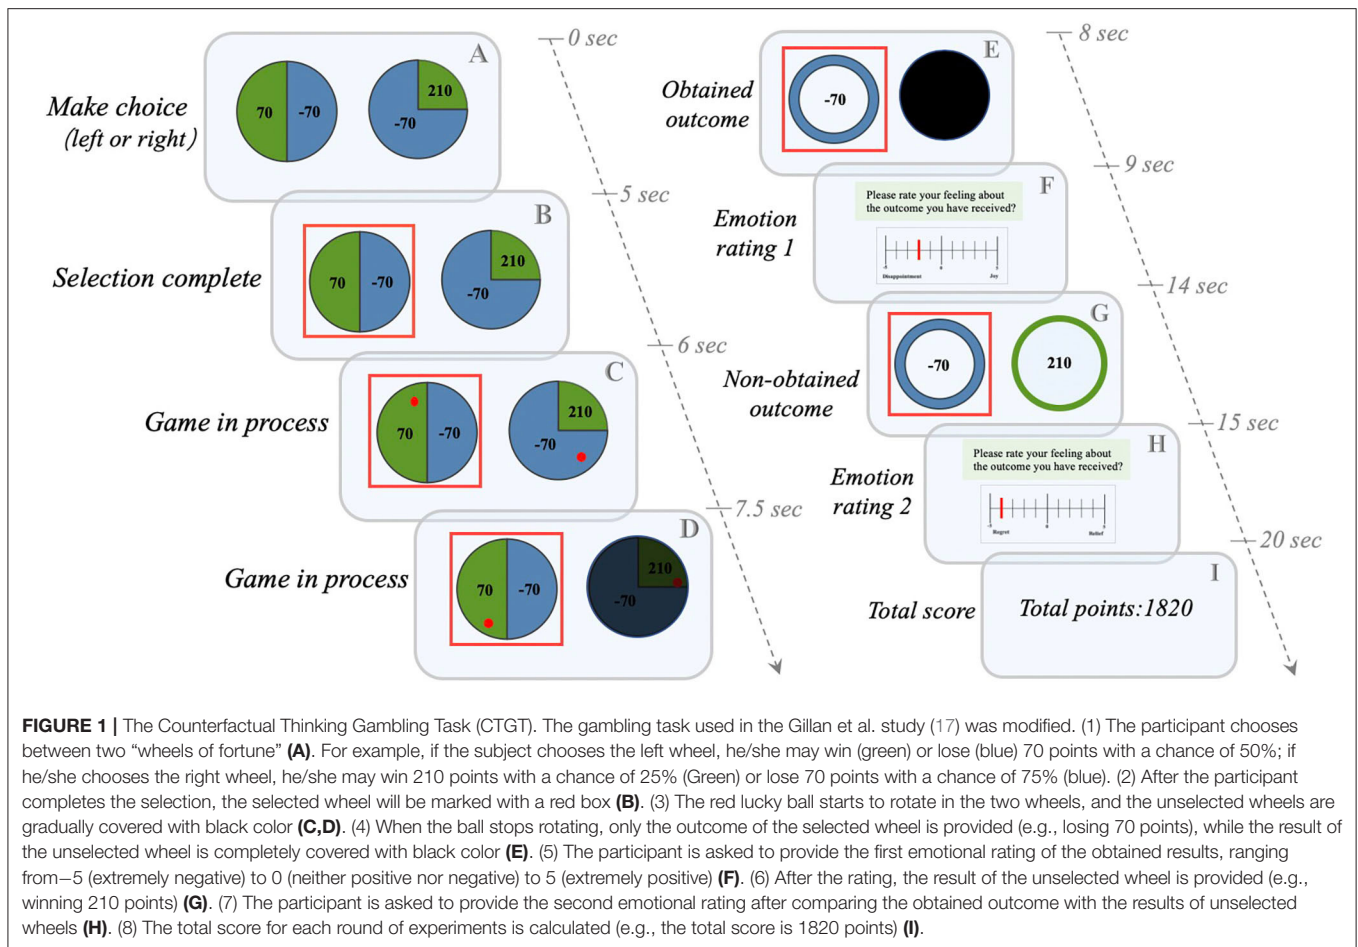 A
Make choice
(left or right)
70
-70
210
-70
0 sec
B
Selection complete
70
-70
210
-70
5 sec
C
Game in process
70
-70
210
-70
6 sec
D
Game in process
70
-70
210
-70
7.5 sec
E
Obtained
outcome
-70
8 sec
F
Emotion
rating 1
Please rate your feeling about
the outcome you have received?
Disappointment
0
Joy
9 sec
G
Non-obtained
outcome
-70
210
14 sec
H
Emotion
rating 2
Please rate your feeling about
the outcome you have received?
Regret
0
Relief
15 sec
I
Total score
Total points:1820
20 sec
FIGURE 1 | The Counterfactual Thinking Gambling Task (CTGT). The gambling task used in the Gillan et al. study (17) was modified. (1) The participant chooses
between two “wheels of fortune” (A). For example, if the subject chooses the left wheel, he/she may win (green) or lose (blue) 70 points with a chance of 50%; if
he/she chooses the right wheel, he/she may win 210 points with a chance of 25% (Green) or lose 70 points with a chance of 75% (blue). (2) After the participant
completes the selection, the selected wheel will be marked with a red box (B). (3) The red lucky ball starts to rotate in the two wheels, and the unselected wheels are
gradually covered with black color (C,D). (4) When the ball stops rotating, only the outcome of the selected wheel is provided (e.g., losing 70 points), while the result of
the unselected wheel is completely covered with black color (E). (5) The participant is asked to provide the first emotional rating of the obtained results, ranging
from−5 (extremely negative) to 0 (neither positive nor negative) to 5 (extremely positive) (F). (6) After the rating, the result of the unselected wheel is provided (e.g.,
winning 210 points) (G). (7) The participant is asked to provide the second emotional rating after comparing the obtained outcome with the results of unselected
wheels (H). (8) The total score for each round of experiments is calculated (e.g., the total score is 1820 points) (I).